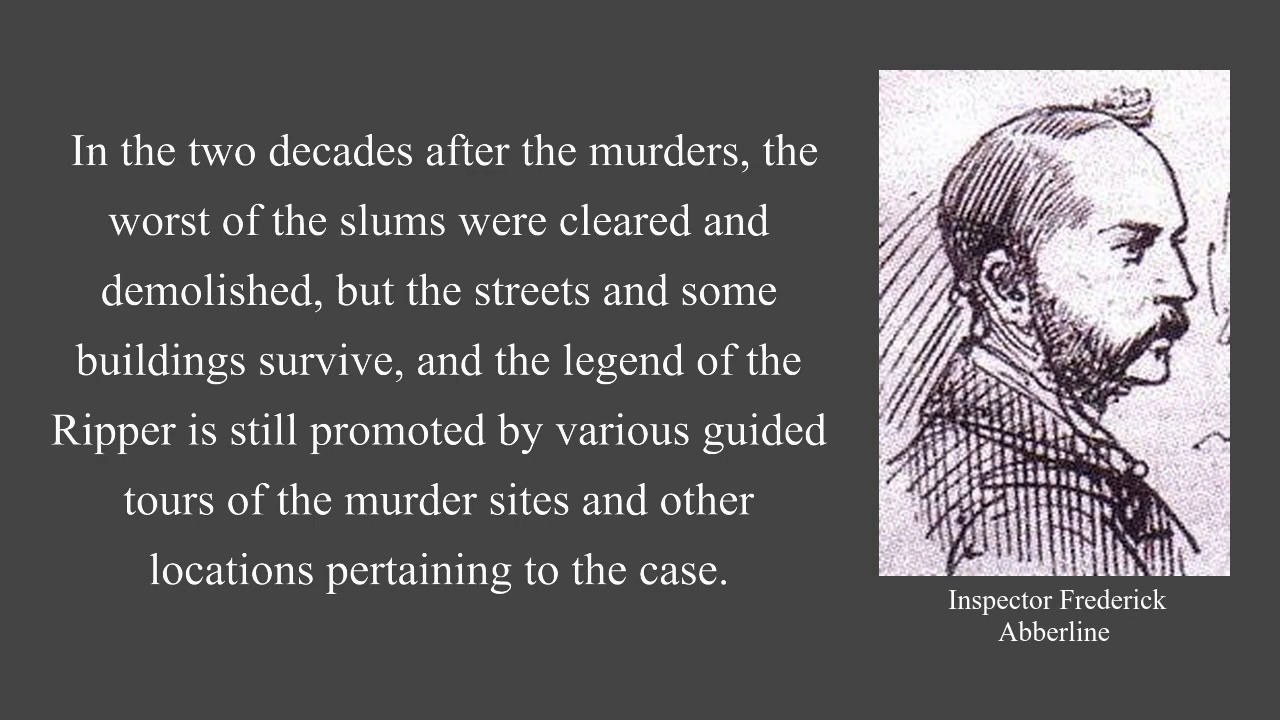 In the two decades after the murders, the
worst of the slums were cleared and
demolished, but the streets and some
buildings survive, and the legend of the
Ripper is still promoted by various guided
tours of the murder sites and other
locations pertaining to the case.
Inspector Frederick
Abberline